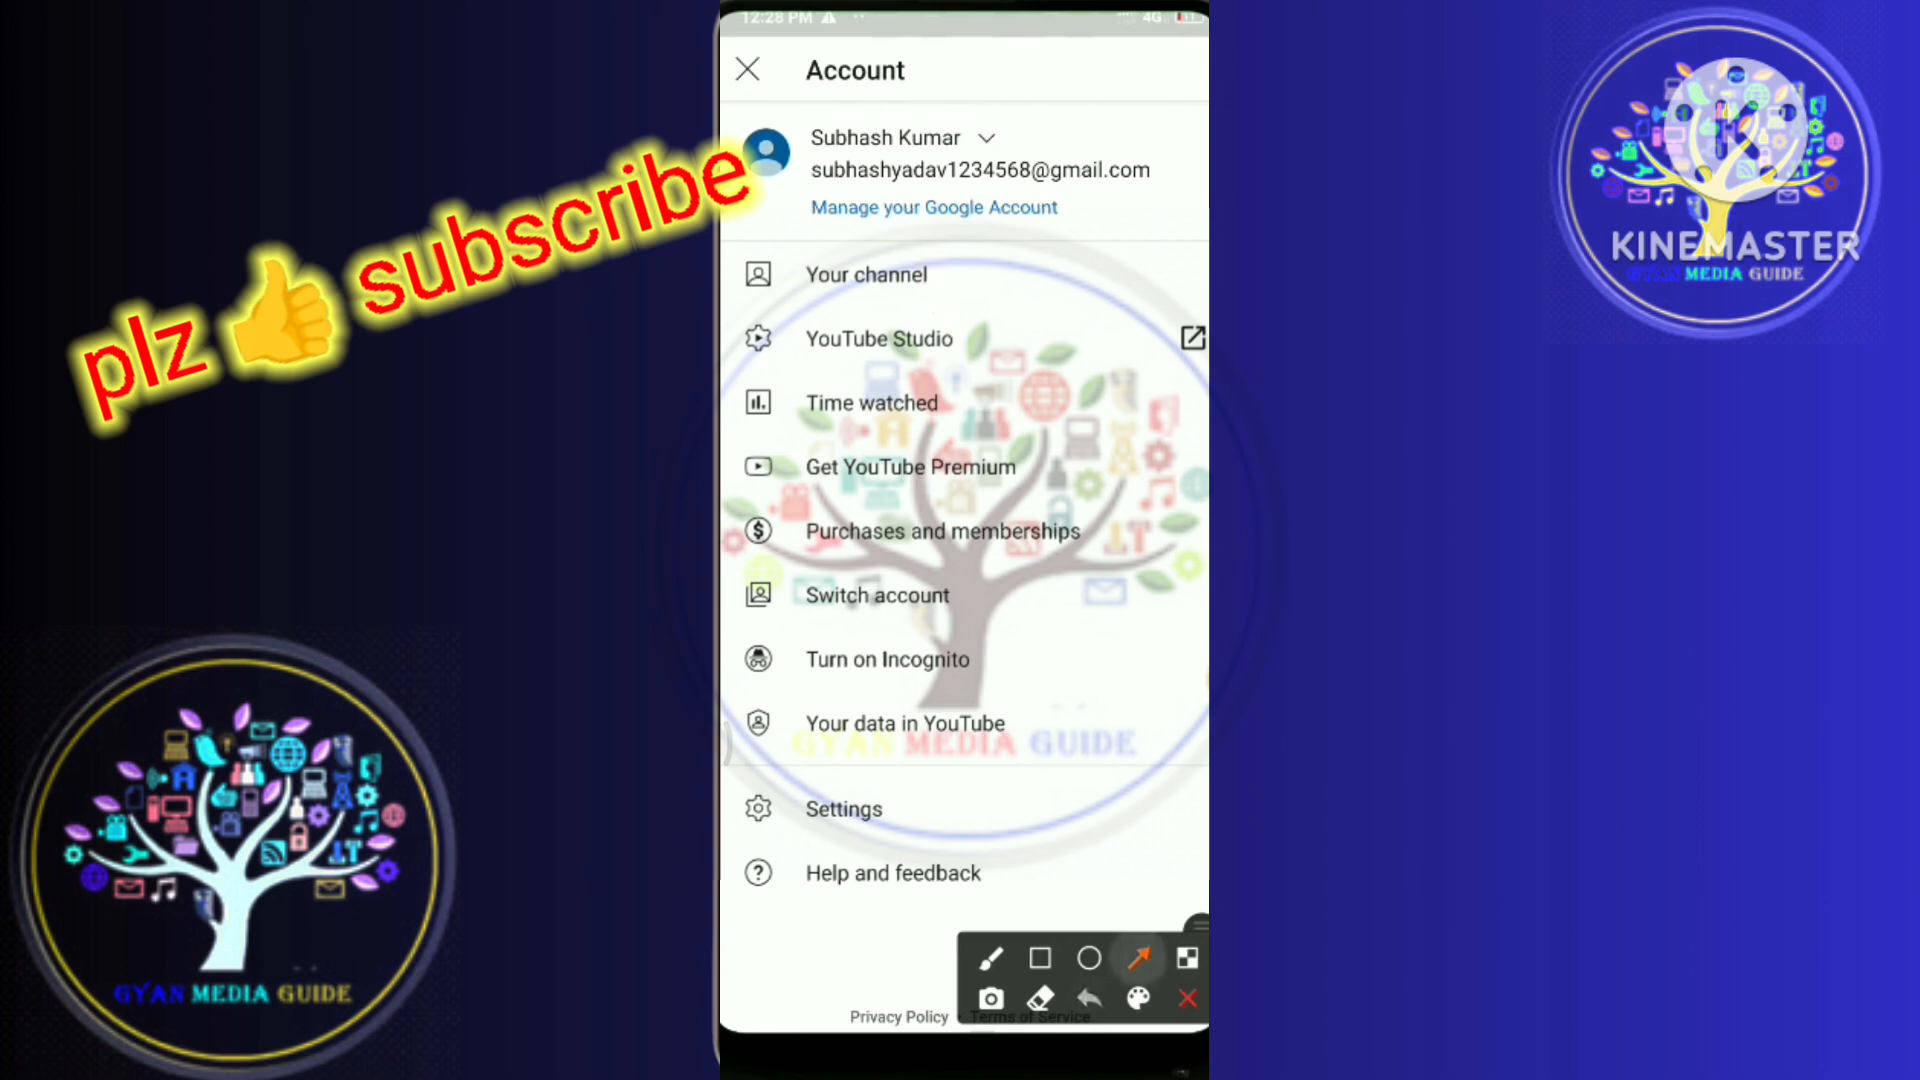 12:28 PM
4G
Account
Subhash Kumar
subhashyadav1234568@gmail.com
Manage your Google Account
Your channel
YouTube Studio
Time watched
Get YouTube Premium
Purchases and memberships
Switch account
Turn on Incognito
Your data in YouTube
GYAN MEDIA GUIDE
Settings
Help and feedback
Privacy Policy • Terms of Service
plz 👍 subscribe
KINEMASTER
GYAN MEDIA GUIDE
GYAN MEDIA GUIDE